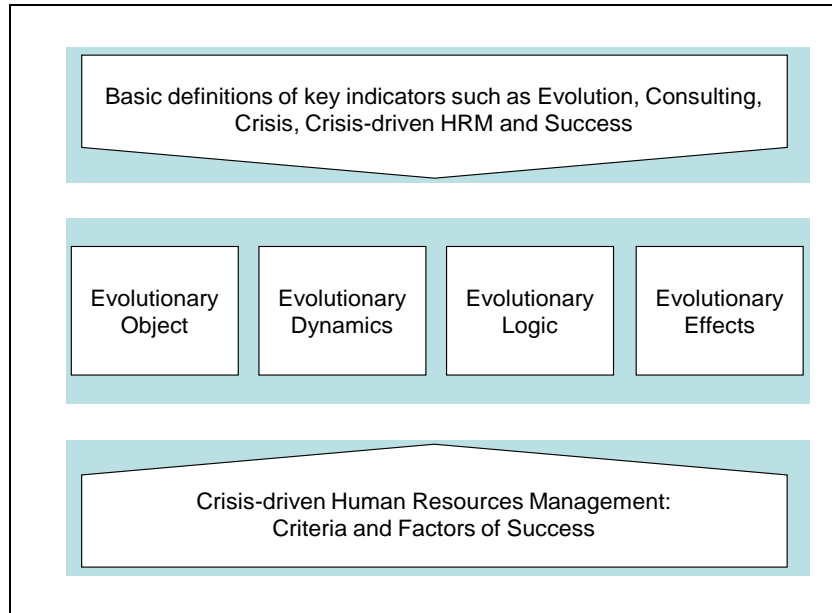 Basic definitions of key indicators such as Evolution, Consulting,
Crisis, Crisis-driven HRM and Success
Evolutionary
Object
Evolutionary
Dynamics
Evolutionary
Logic
Evolutionary
Effects
Crisis-driven Human Resources Management:
Criteria and Factors of Success